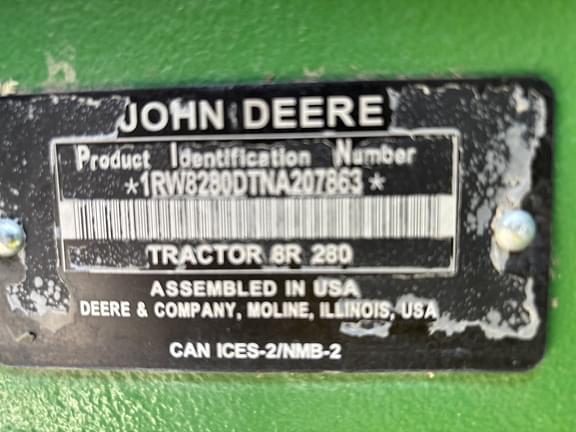 JOHN DEERE
Product Identification Number
*1RW8280DTNA207863*
TRACTOR 8R 280
ASSEMBLED IN USA
DEERE & COMPANY, MOLINE, ILLINOIS, USA
CAN ICES-2/NMB-2